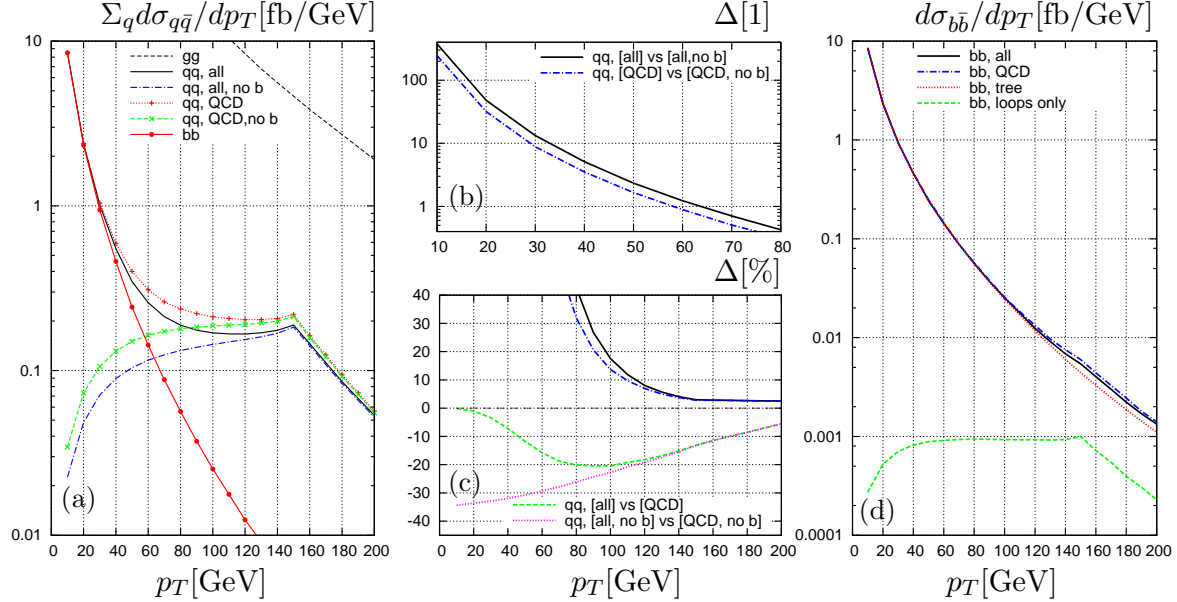 Σ_q dσ_{qq̄}/dp_T[fb/GeV]
10
1
0.1
0.01
gg
qq, all
qq, all, no b
qq, QCD
qq, QCD,no b
bb
(a)
20 60 100 140 180
0 40 80 120 160 200
p_T[GeV]
Δ[1]
100
10
1
qq, [all] vs [all,no b]
qq, [QCD] vs [QCD, no b]
(b)
10 20 30 40 50 60 70 80
Δ[%]
40
30
20
10
0
-10
-20
-30
-40
(c)
qq, [all] vs [QCD]
qq, [all, no b] vs [QCD, no b]
0 20 40 60 80 100 120 140 160 180 200
p_T[GeV]
dσ_{bb̄}/dp_T[fb/GeV]
10
1
0.1
0.01
0.001
0.0001
bb, all
bb, QCD
bb, tree
bb, loops only
(d)
20 60 100 140 180
0 40 80 120 160 200
p_T[GeV]